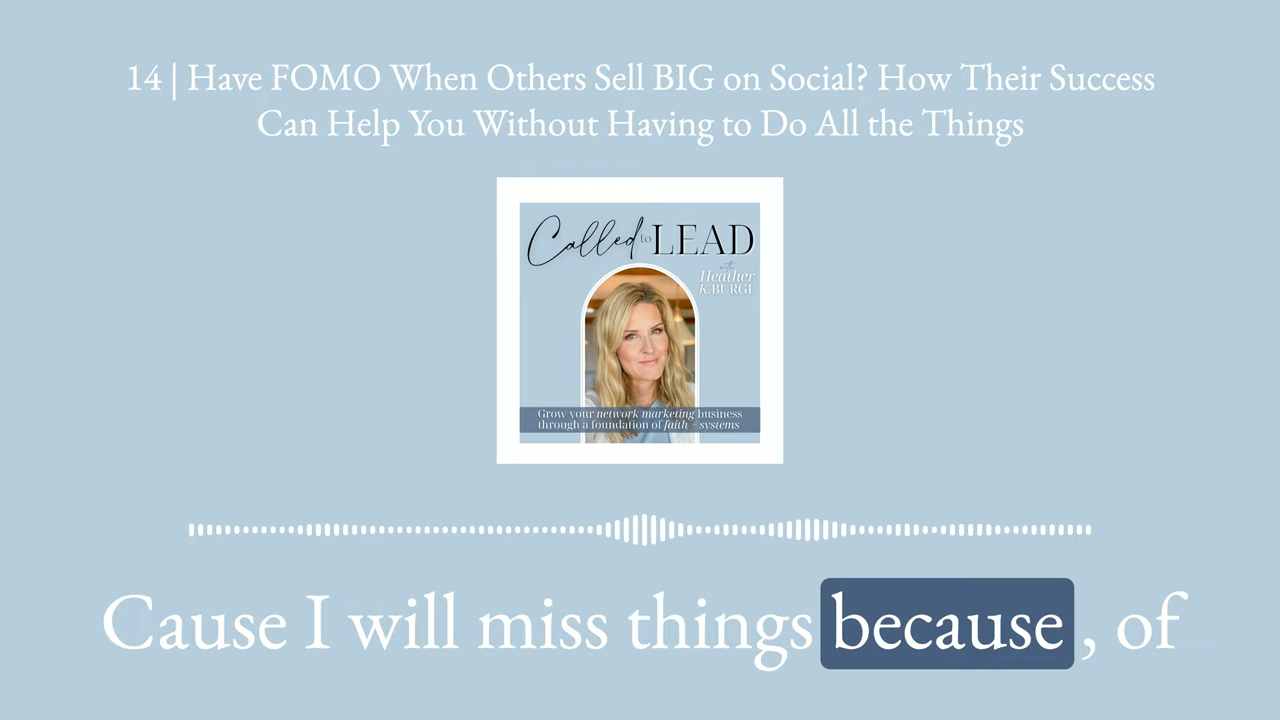 14 | Have FOMO When Others Sell BIG on Social? How Their Success
Can Help You Without Having to Do All the Things
Called to LEAD
with
Heather
K.BURGI
Grow your network marketing business
through a foundation of faith + systems
Cause I will miss things because , of